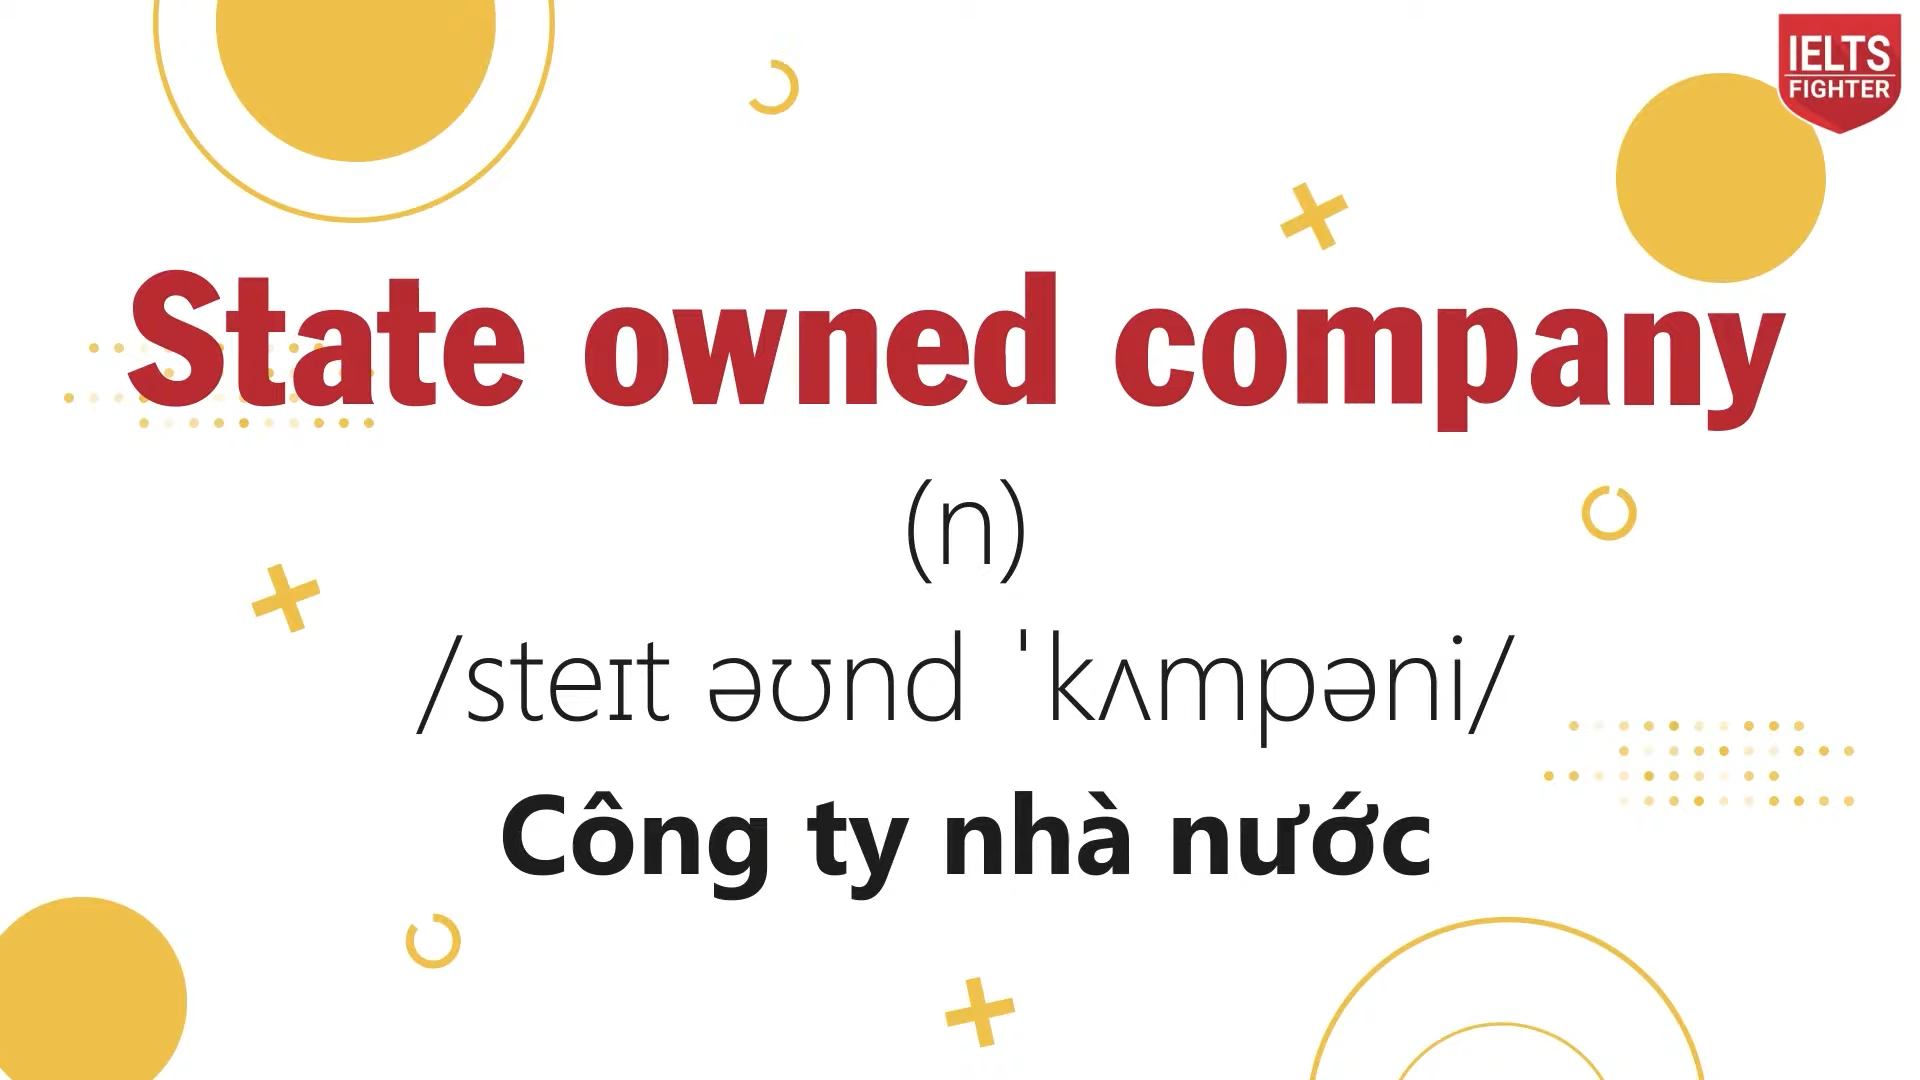 IELTS
FIGHTER
State owned company
(n)
/steɪt əʊnd ˈkʌmpəni/
Công ty nhà nước